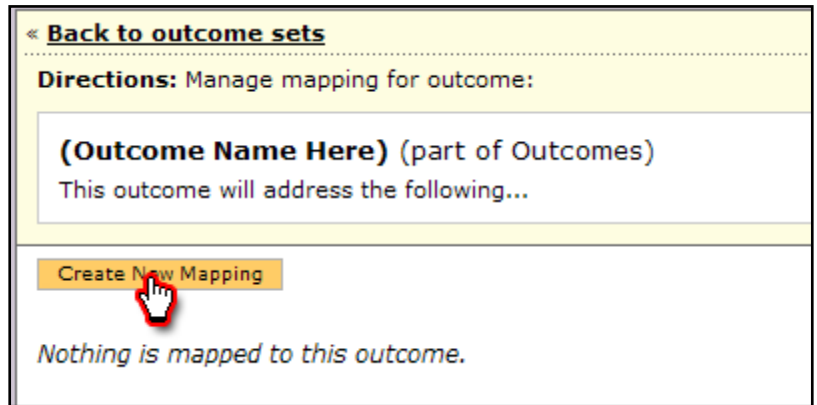 « Back to outcome sets
Directions: Manage mapping for outcome:
(Outcome Name Here) (part of Outcomes)
This outcome will address the following...
Create New Mapping
Nothing is mapped to this outcome.